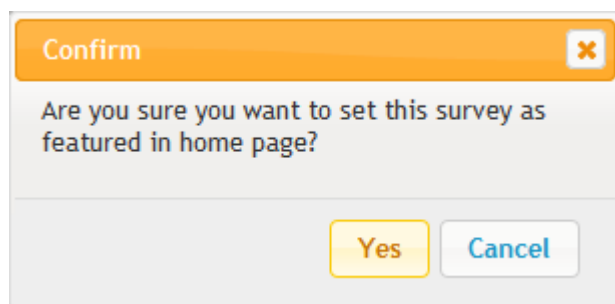 Confirm
Are you sure you want to set this survey as
featured in home page?
Yes
Cancel